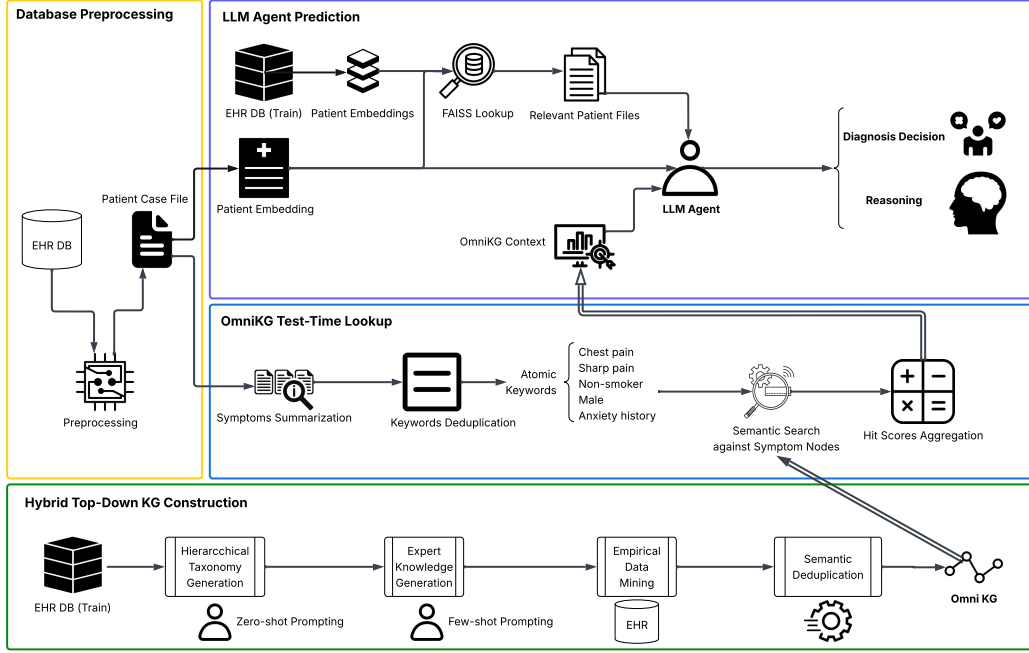 Database Preprocessing
EHR DB
Patient Case File
Preprocessing
LLM Agent Prediction
EHR DB (Train)
Patient Embeddings
FAISS Lookup
Relevant Patient Files
Patient Embedding
LLM Agent
OmniKG Context
Diagnosis Decision
Reasoning
OmniKG Test-Time Lookup
Symptoms Summarization
Keywords Deduplication
Atomic
Keywords
Chest pain
Sharp pain
Non-smoker
Male
Anxiety history
Semantic Search
against Symptom Nodes
Hit Scores Aggregation
Hybrid Top-Down KG Construction
EHR DB (Train)
Hierarcchical
Taxonomy
Generation
Zero-shot Prompting
Expert
Knowledge
Generation
Few-shot Prompting
Empirical
Data
Mining
EHR
Semantic
Deduplication
Omni KG